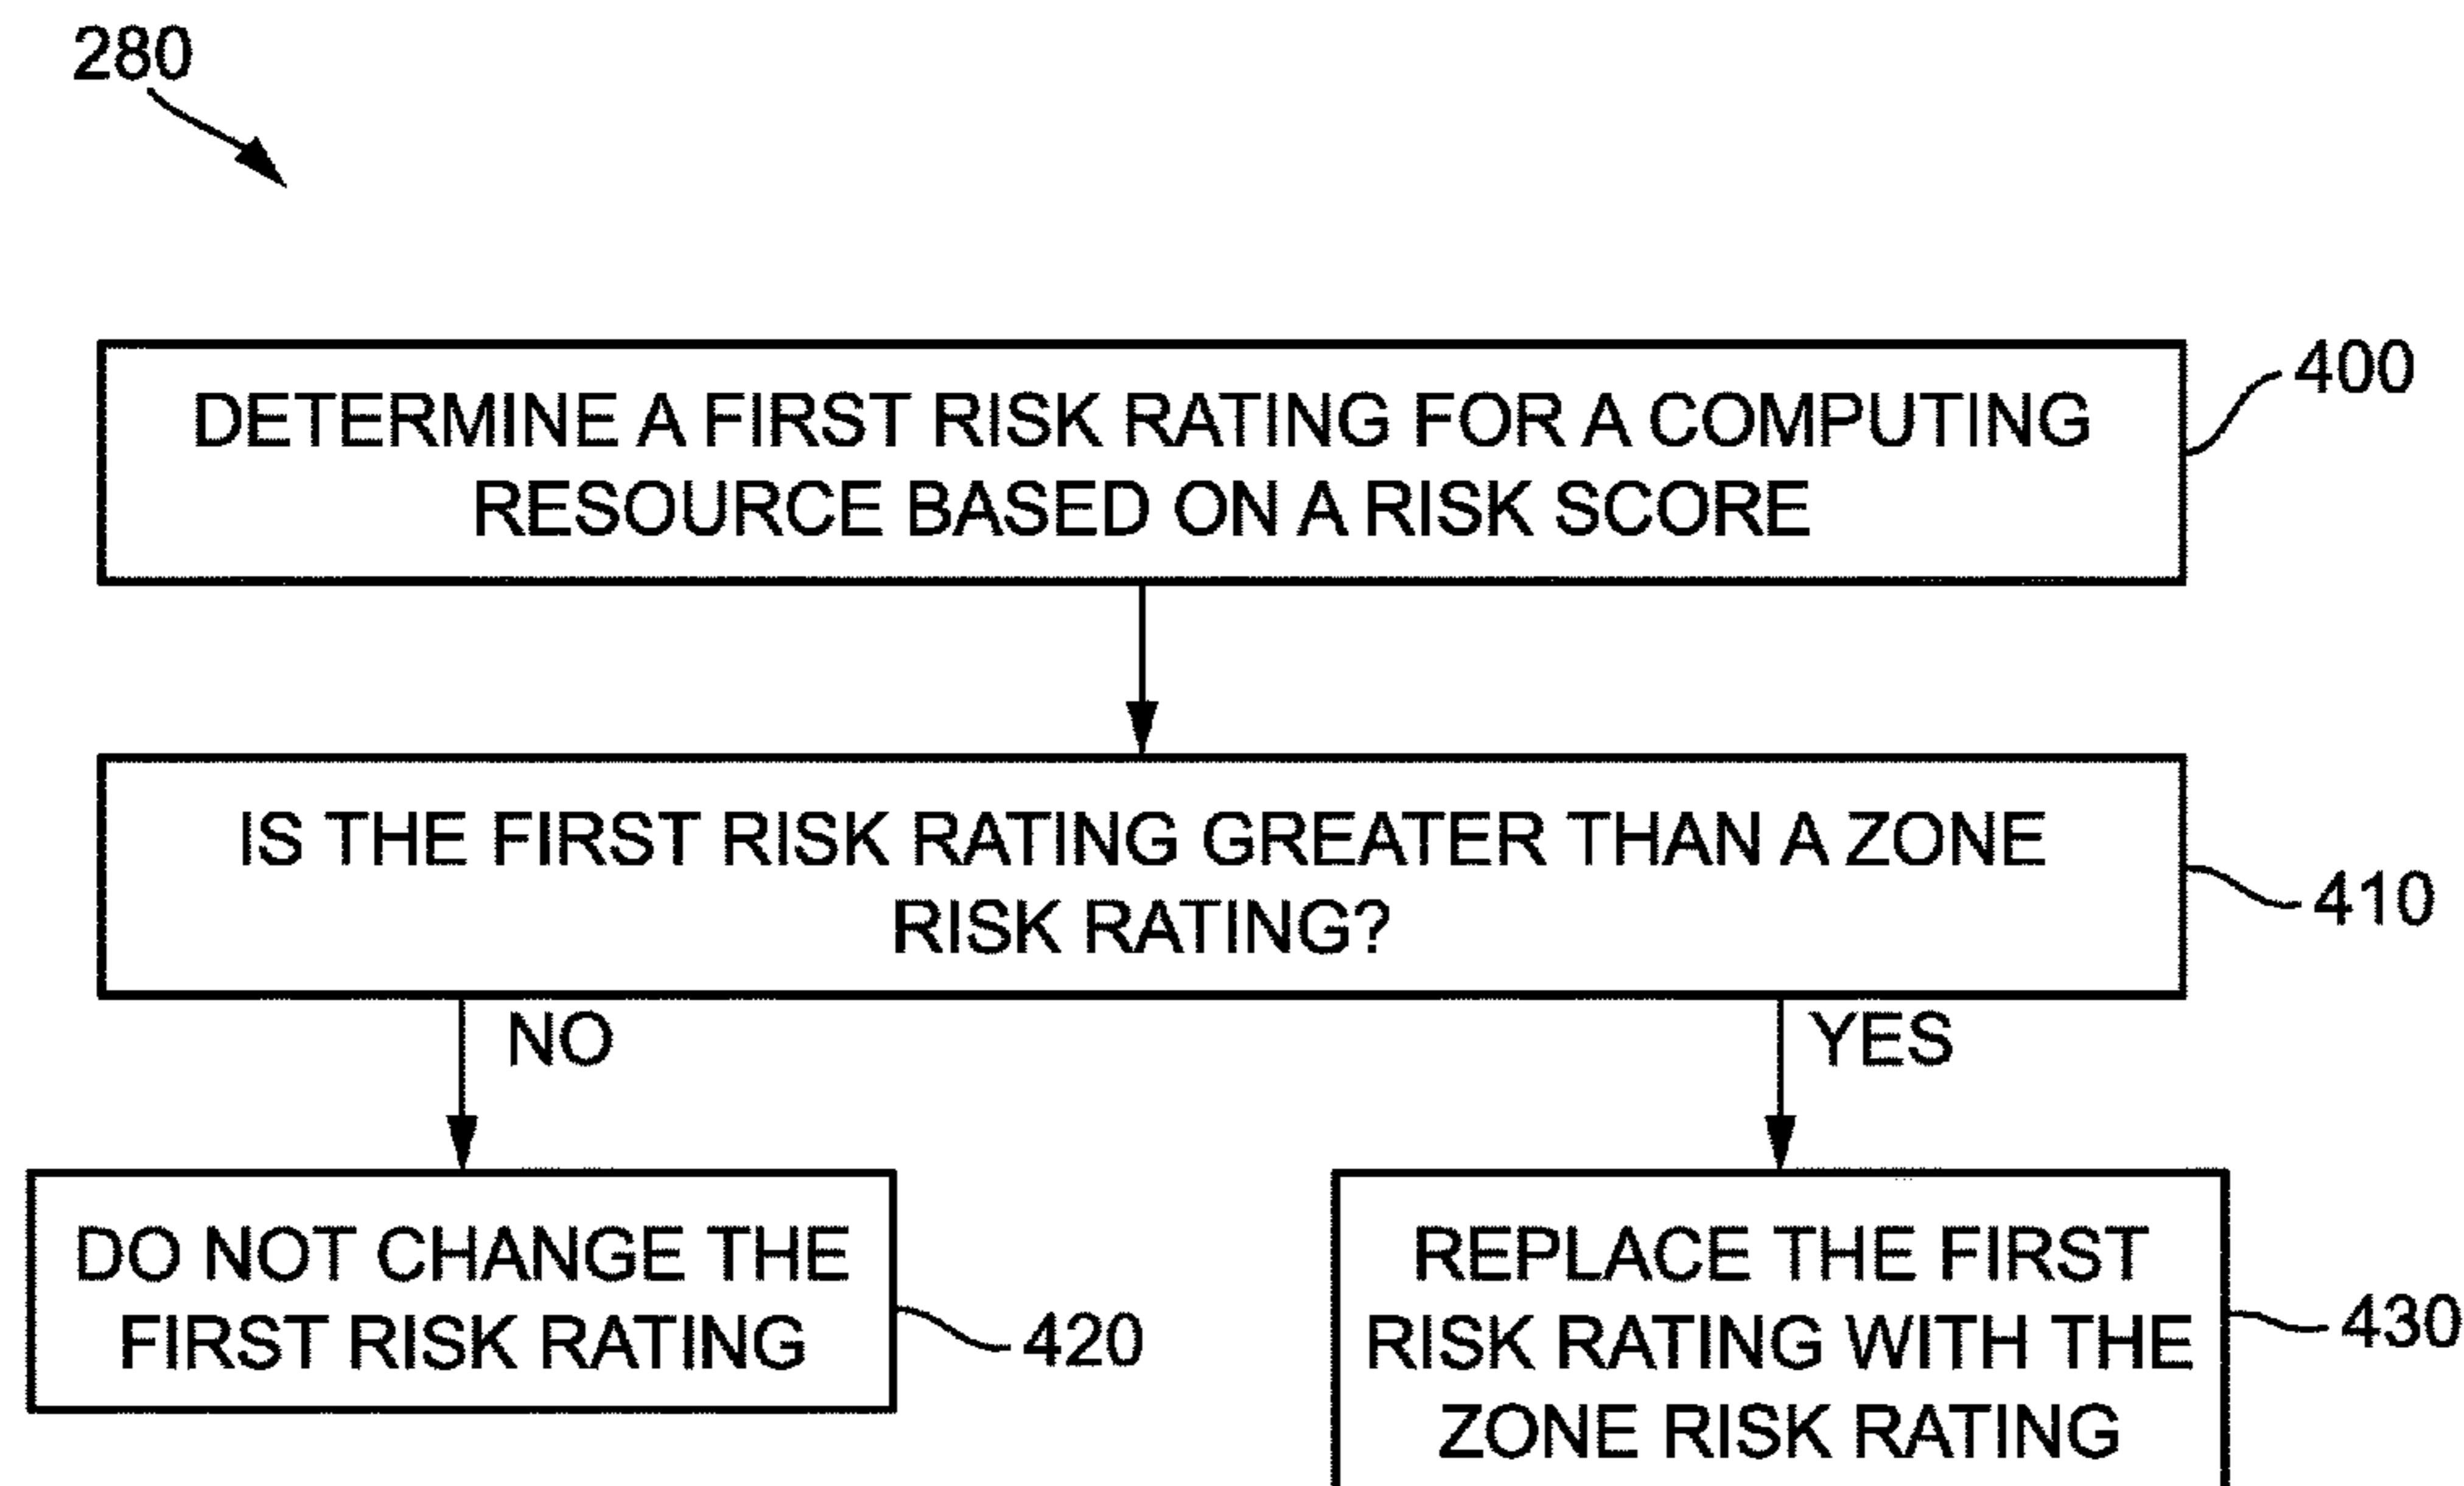 280
DETERMINE A FIRST RISK RATING FOR A COMPUTING
RESOURCE BASED ON A RISK SCORE
400
IS THE FIRST RISK RATING GREATER THAN A ZONE
RISK RATING?
410
NO
YES
DO NOT CHANGE THE
FIRST RISK RATING
420
REPLACE THE FIRST
RISK RATING WITH THE
ZONE RISK RATING
430